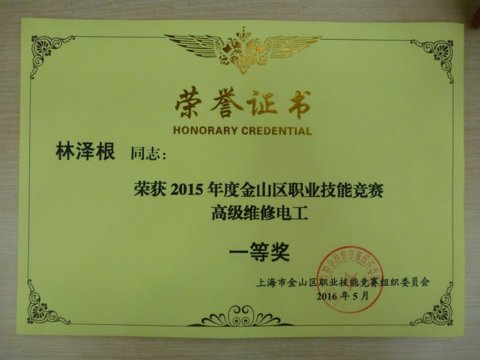 荣誉证书
HONORARY CREDENTIAL
林泽根 同志：
荣获 2015 年度金山区职业技能竞赛
高级维修电工
一等奖
上海市金山区职业技能竞赛组织委员会
2016 年 5 月